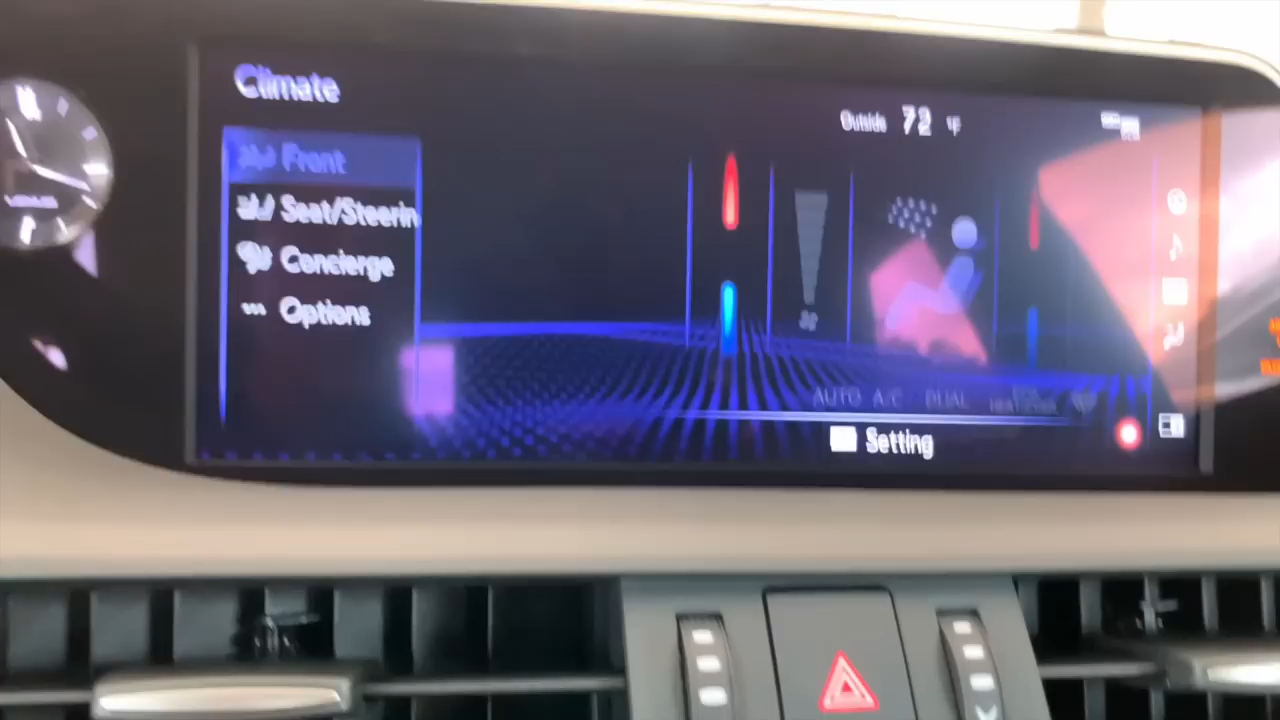 Climate
Outside 72 °F
Front
Seat/Steerin
Concierge
Options
AUTO A/C DUAL
Setting